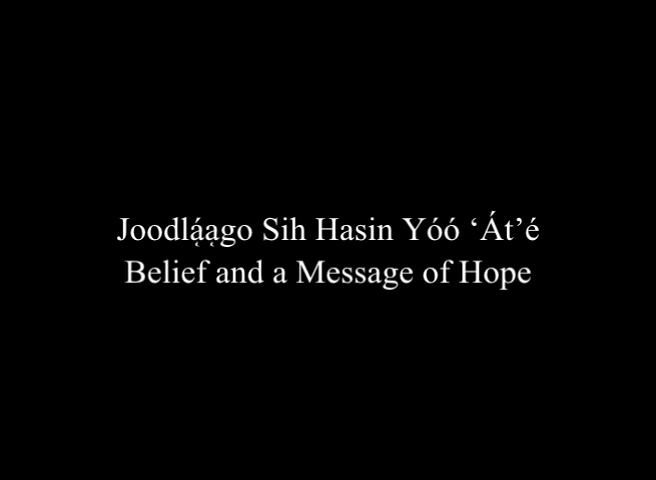 Joodlą́ągo Sih Hasin Yóó ‘Át’é
Belief and a Message of Hope